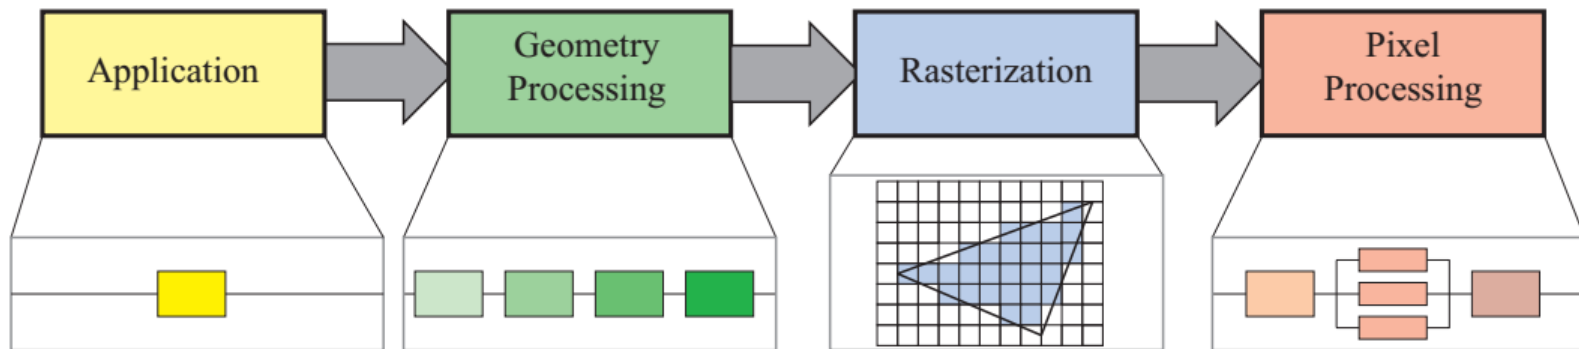 Application
Geometry
Processing
Rasterization
Pixel
Processing